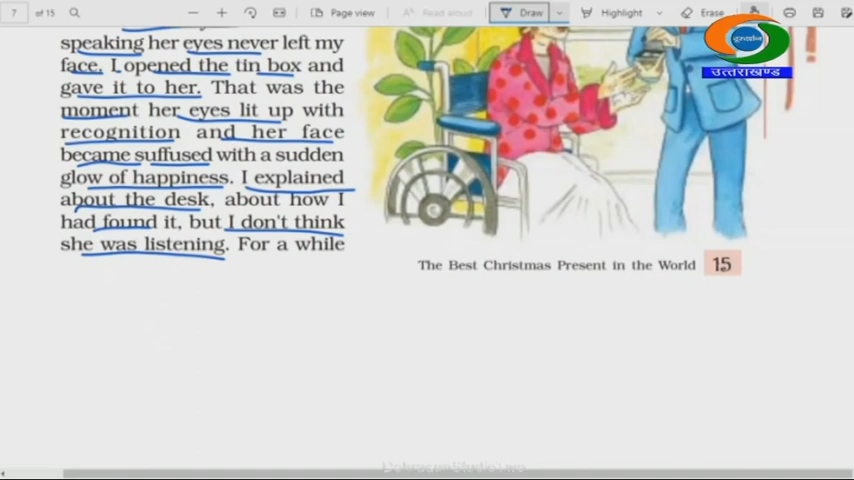 7 of 15 Page view Read aloud Draw Highlight Erase
दूरदर्शन
उत्तराखण्ड
speaking her eyes never left my
face. I opened the tin box and
gave it to her. That was the
moment her eyes lit up with
recognition and her face
became suffused with a sudden
glow of happiness. I explained
about the desk, about how I
had found it, but I don't think
she was listening. For a while
The Best Christmas Present in the World 15